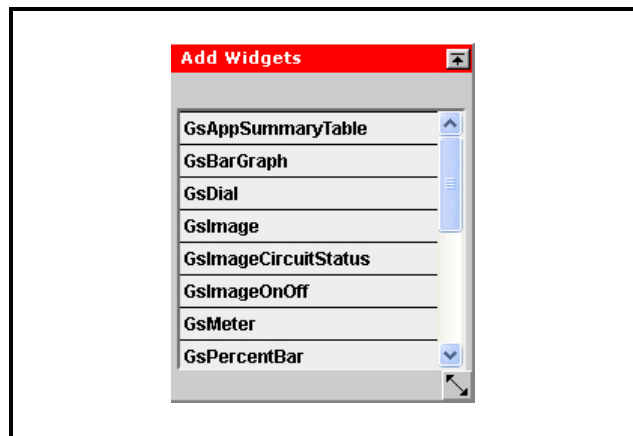 Add Widgets
GsAppSummaryTable
GsBarGraph
GsDial
GsImage
GsImageCircuitStatus
GsImageOnOff
GsMeter
GsPercentBar